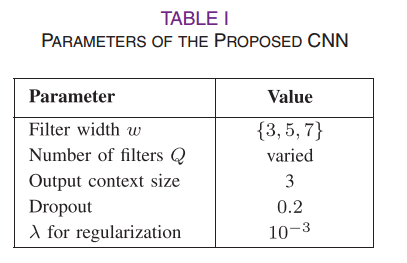 TABLE I
PARAMETERS OF THE PROPOSED CNN
Parameter Value
Filter width w {3, 5, 7}
Number of filters Q varied
Output context size 3
Dropout 0.2
λ for regularization 10⁻³